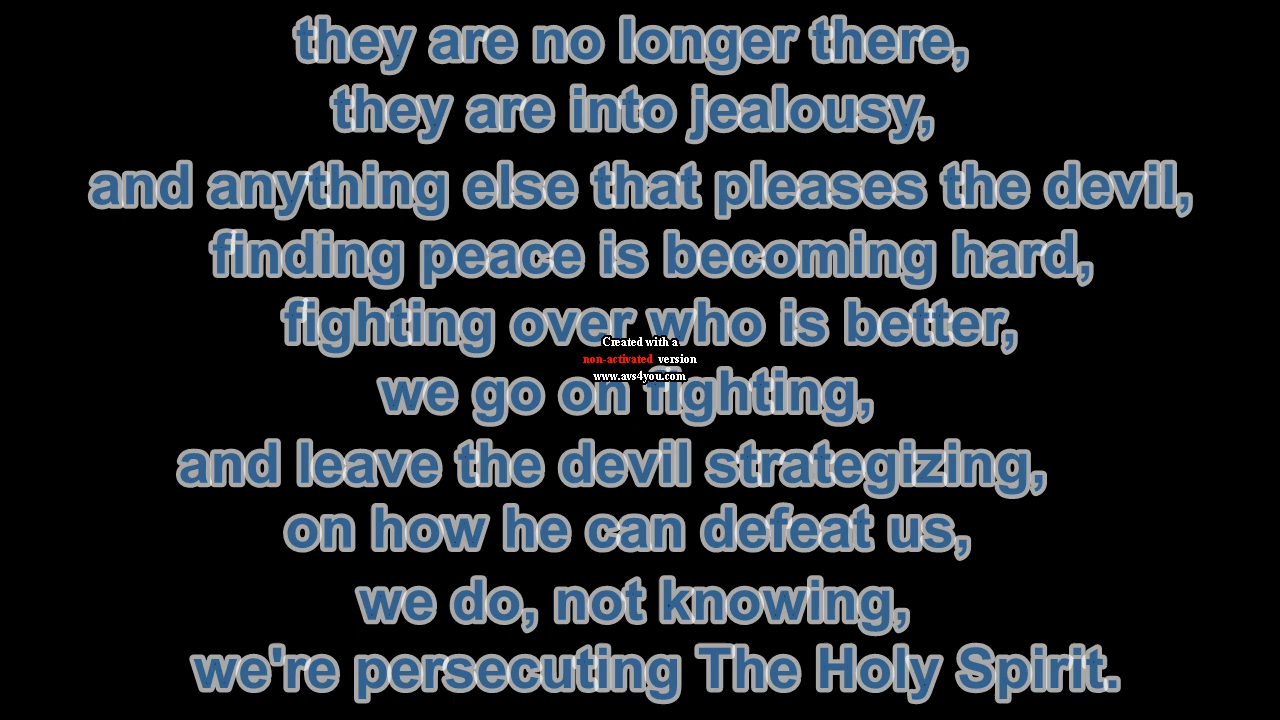 they are no longer there,
they are into jealousy,
and anything else that pleases the devil,
finding peace is becoming hard,
fighting over who is better,
Created with a
non-activated version
www.avs4you.com
we go on fighting,
and leave the devil strategizing,
on how he can defeat us,
we do, not knowing,
we're persecuting The Holy Spirit.